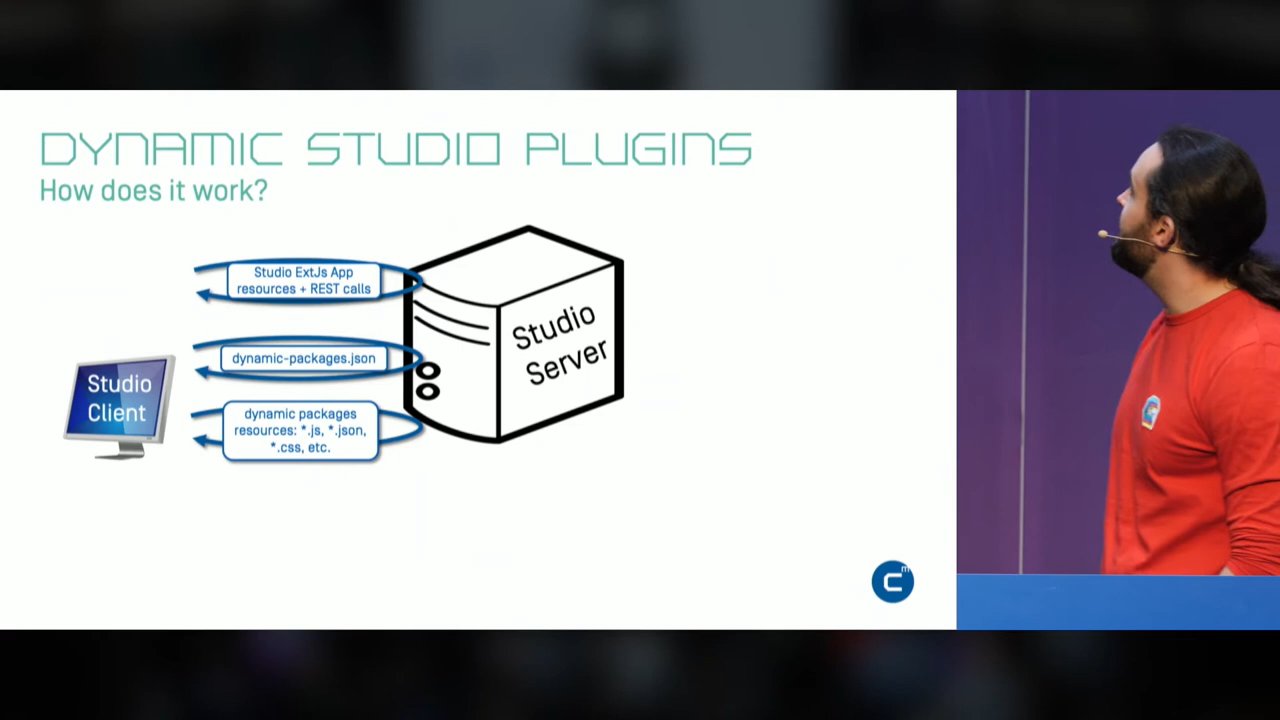 DYNAMIC STUDIO PLUGINS
How does it work?
Studio ExtJs App
resources + REST calls
dynamic-packages.json
dynamic packages
resources: *.js, *.json,
*.css, etc.
Studio
Client
Studio
Server
Cm